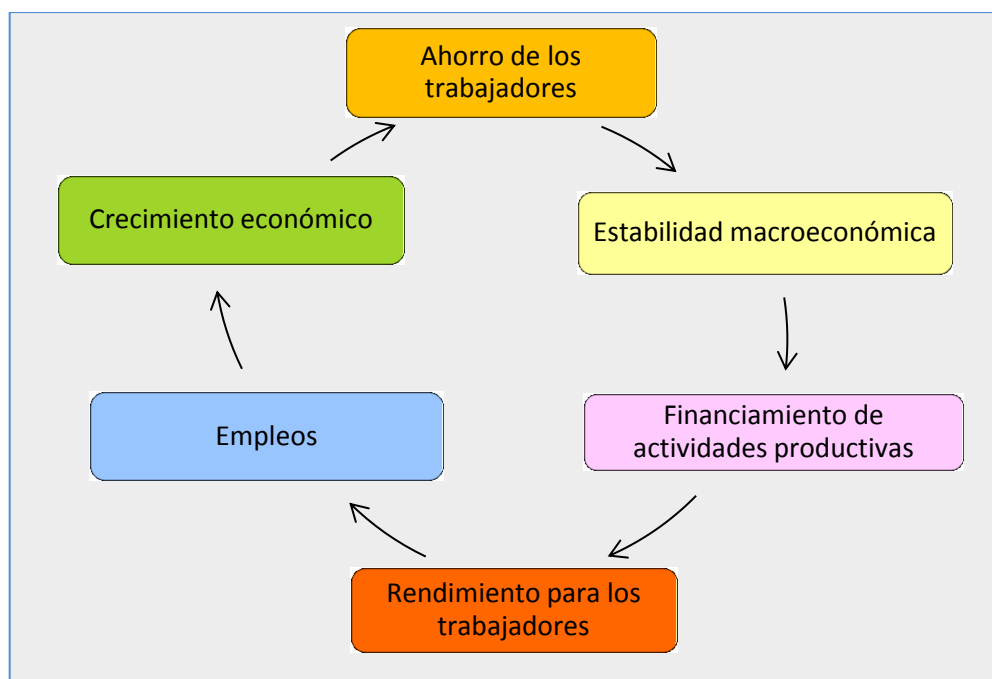 Ahorro de los
trabajadores
Estabilidad macroeconómica
Financiamiento de
actividades productivas
Rendimiento para los
trabajadores
Empleos
Crecimiento económico